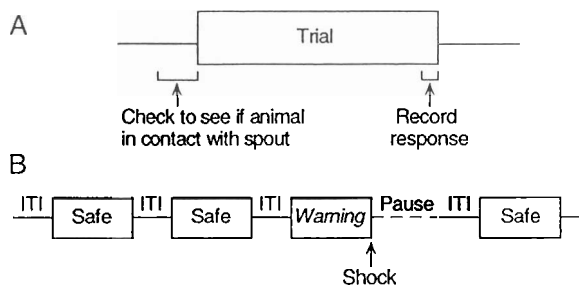 A
Trial
Check to see if animal
in contact with spout
Record
response
B
ITI Safe ITI Safe ITI Warning Pause ITI Safe
Shock